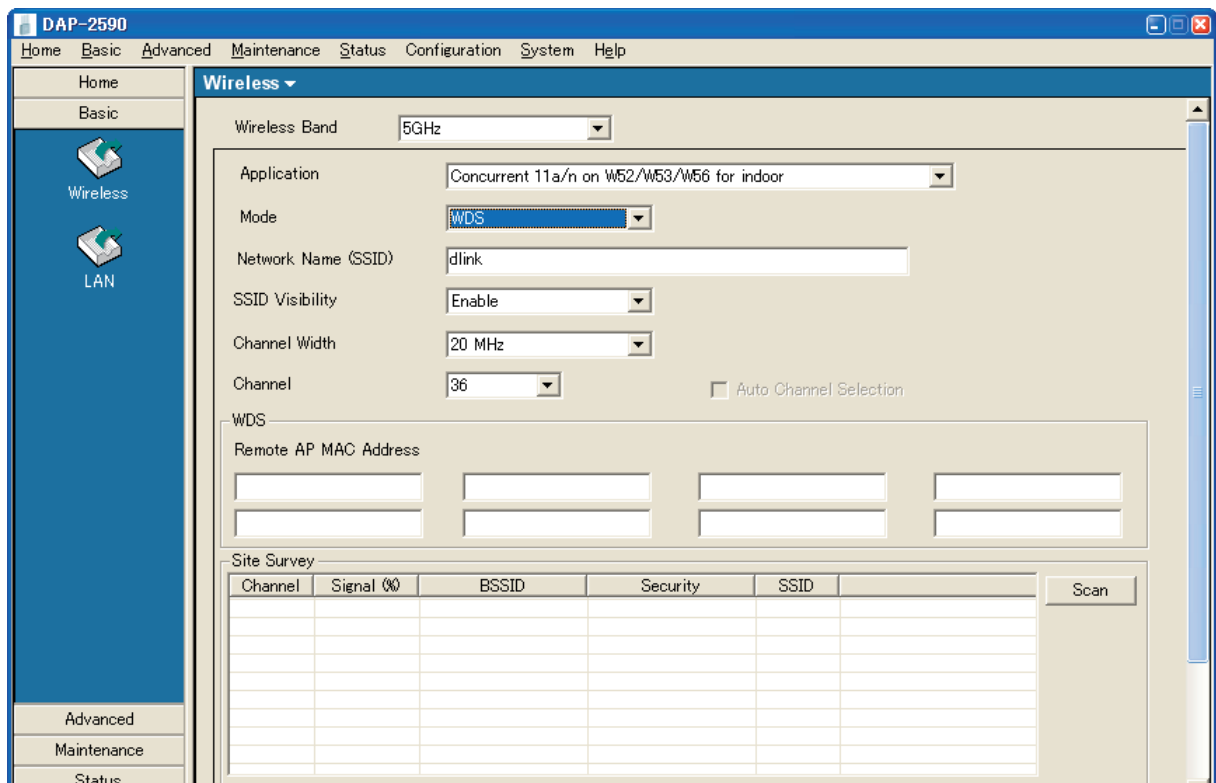 DAP-2590
Home Basic Advanced Maintenance Status Configuration System Help
Home
Basic
Wireless
LAN
Advanced
Maintenance
Status
Wireless
Wireless Band 5GHz
Application Concurrent 11a/n on W52/W53/W56 for indoor
Mode WDS
Network Name (SSID) dlink
SSID Visibility Enable
Channel Width 20 MHz
Channel 36 Auto Channel Selection
WDS
Remote AP MAC Address
Site Survey
Channel Signal (%) BSSID Security SSID
Scan